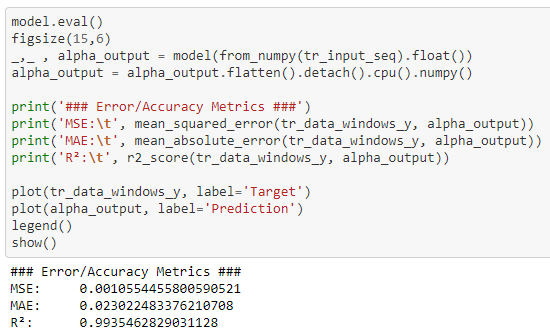 model.eval()
figsize(15,6)
_,_ , alpha_output = model(from_numpy(tr_input_seq).float())
alpha_output = alpha_output.flatten().detach().cpu().numpy()
print('### Error/Accuracy Metrics ###')
print('MSE:\t', mean_squared_error(tr_data_windows_y, alpha_output))
print('MAE:\t', mean_absolute_error(tr_data_windows_y, alpha_output))
print('R²:\t', r2_score(tr_data_windows_y, alpha_output))
plot(tr_data_windows_y, label='Target')
plot(alpha_output, label='Prediction')
legend()
show()
### Error/Accuracy Metrics ###
MSE: 0.0010554455800590521
MAE: 0.023022483376210708
R²: 0.9935462829031128